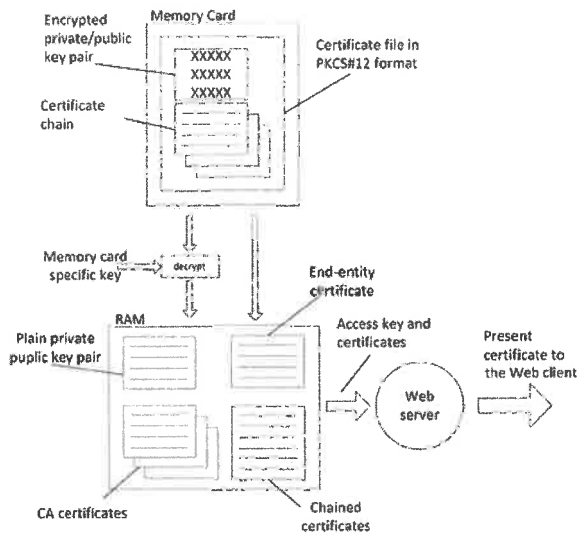 Memory Card
Encrypted
private/public
key pair
XXXXX
XXXXX
XXXXX
Certificate file in
PKCS#12 format
Certificate
chain
Memory card
specific key
decrypt
End-entity
certificate
RAM
Plain private
public key pair
Access key and
certificates
Present
certificate to
the Web client
Web
server
CA certificates
Chained
certificates